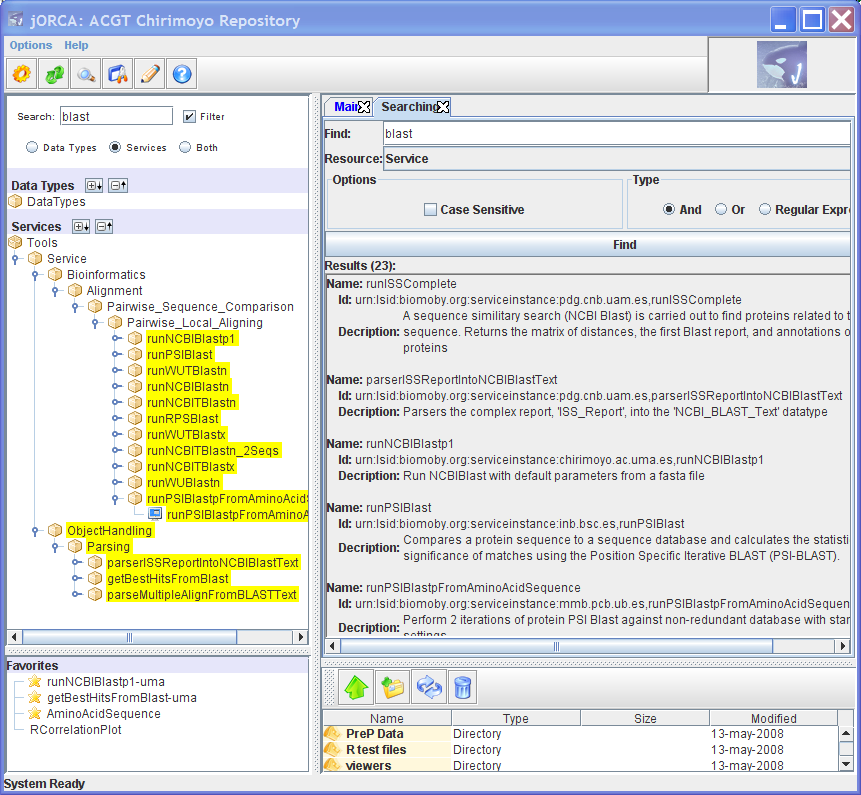 jORCA: ACGT Chirimoyo Repository
Options Help
Search: blast Filter
Data Types Services Both
Data Types
DataTypes
Services
Tools
Service
Bioinformatics
Alignment
Pairwise_Sequence_Comparison
Pairwise_Local_Aligning
runNCBIBlastp1
runPSIBlast
runWUTBlastn
runNCBIBlastn
runNCBITBlastn
runRPSBlast
runWUTBlastx
runNCBITBlastn_2Seqs
runNCBITBlastx
runWUBlastn
runPSIBlastpFromAminoAcidS
runPSIBlastpFromAminoA
ObjectHandling
Parsing
parserISSReportIntoNCBIBlastText
getBestHitsFromBlast
parseMultipleAlignFromBLASTText
Favorites
runNCBIBlastp1-uma
getBestHitsFromBlast-uma
AminoAcidSequence
RCorrelationPlot
Main Searching
Find: blast
Resource: Service
Options Type
Case Sensitive And Or Regular Expre
Find
Results (23):
Name: runISSComplete
Id: urn:lsid:biomoby.org:serviceinstance:pdg.cnb.uam.es,runISSComplete
A sequence similitary search (NCBI Blast) is carried out to find proteins related to t
Decription: sequence. Returns the matrix of distances, the first Blast report, and annotations o
proteins
Name: parserISSReportIntoNCBIBlastText
Id: urn:lsid:biomoby.org:serviceinstance:pdg.cnb.uam.es,parserISSReportIntoNCBIBlastText
Decription: Parsers the complex report, 'ISS_Report', into the 'NCBI_BLAST_Text' datatype
Name: runNCBIBlastp1
Id: urn:lsid:biomoby.org:serviceinstance:chirimoyo.ac.uma.es,runNCBIBlastp1
Decription: Run NCBIBlast with default parameters from a fasta file
Name: runPSIBlast
Id: urn:lsid:biomoby.org:serviceinstance:inb.bsc.es,runPSIBlast
Compares a protein sequence to a sequence database and calculates the statisti
Decription: significance of matches using the Position Specific Iterative BLAST (PSI-BLAST).
Name: runPSIBlastpFromAminoAcidSequence
Id: urn:lsid:biomoby.org:serviceinstance:mmb.pcb.ub.es,runPSIBlastpFromAminoAcidSequen
Perform 2 iterations of protein PSI Blast against non-redundant database with star
Decription: settings
Name Type Size Modified
PreP Data Directory 13-may-2008
R test files Directory 13-may-2008
viewers Directory 13-may-2008
System Ready